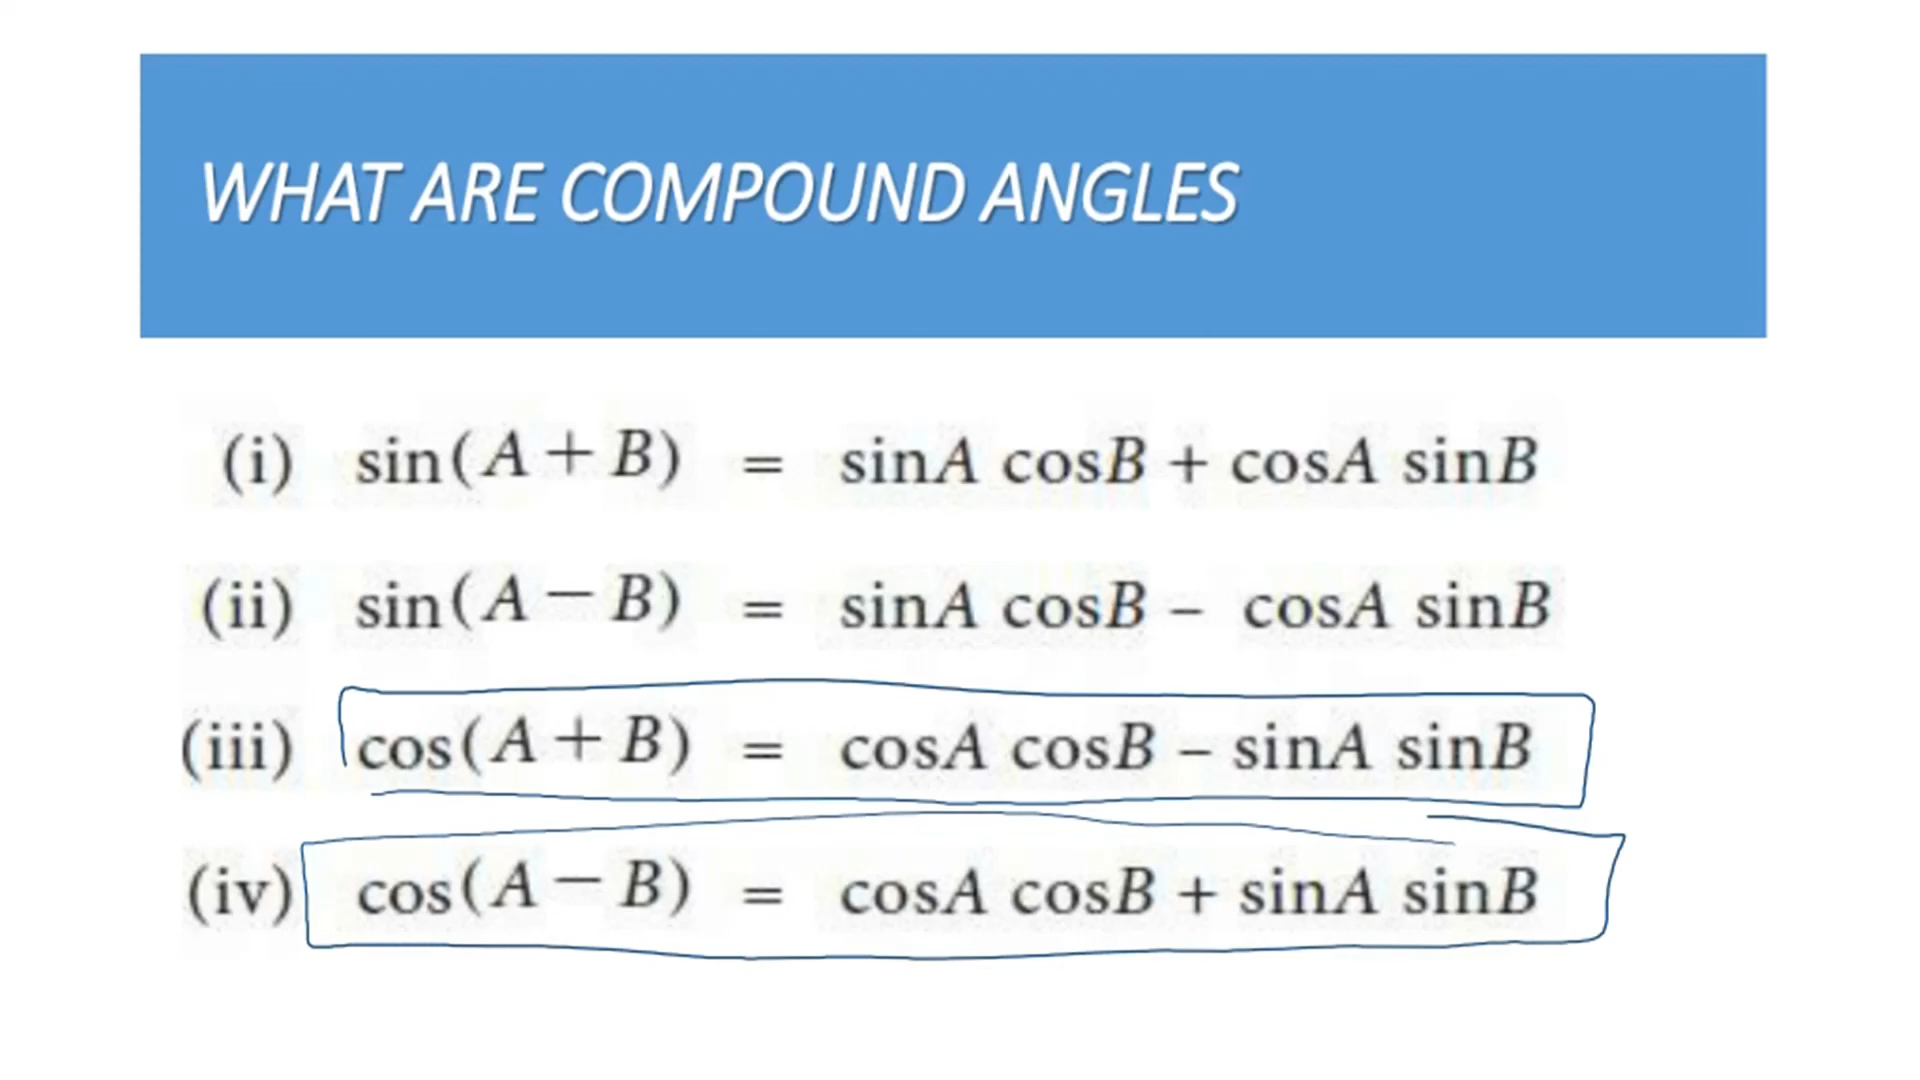 WHAT ARE COMPOUND ANGLES
(i) sin(A + B) = sinA cosB + cosA sinB
(ii) sin(A − B) = sinA cosB – cosA sinB
(iii) cos(A + B) = cosA cosB – sinA sinB
(iv) cos(A − B) = cosA cosB + sinA sinB